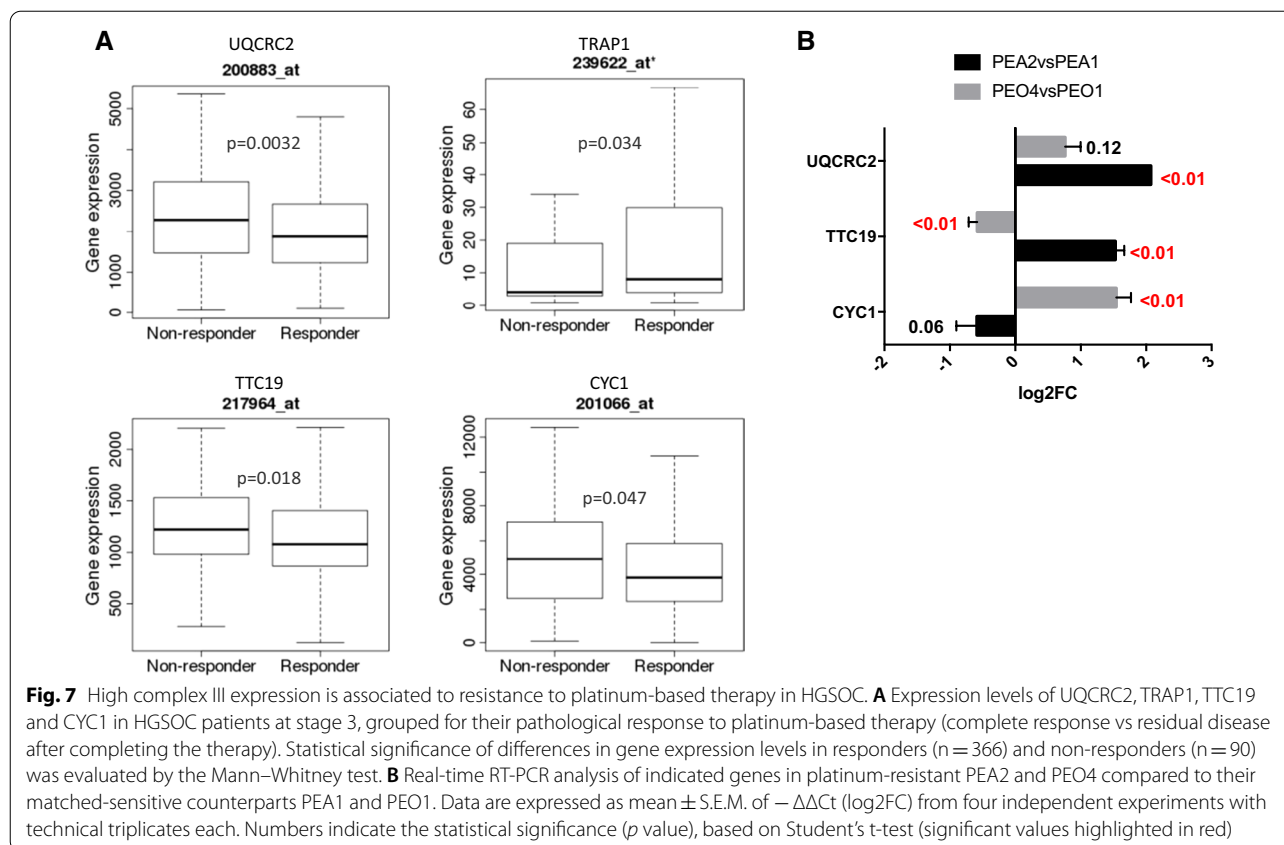 A
UQCRC2
200883_at
Gene expression
5000
3000
1000
0
p=0.0032
Non-responder Responder
TRAP1
239622_at*
Gene expression
60
50
40
30
20
10
0
p=0.034
Non-responder Responder
TTC19
217964_at
Gene expression
2000
1500
1000
500
p=0.018
Non-responder Responder
CYC1
201066_at
Gene expression
12000
8000
4000
0
p=0.047
Non-responder Responder
B
PEA2vsPEA1
PEO4vsPEO1
UQCRC2
0.12
<0.01
TTC19
<0.01
<0.01
CYC1
<0.01
0.06
-2 -1 0 1 2 3
log2FC
Fig. 7 High complex III expression is associated to resistance to platinum-based therapy in HGSOC. A Expression levels of UQCRC2, TRAP1, TTC19
and CYC1 in HGSOC patients at stage 3, grouped for their pathological response to platinum-based therapy (complete response vs residual disease
after completing the therapy). Statistical significance of differences in gene expression levels in responders (n = 366) and non-responders (n = 90)
was evaluated by the Mann–Whitney test. B Real-time RT-PCR analysis of indicated genes in platinum-resistant PEA2 and PEO4 compared to their
matched-sensitive counterparts PEA1 and PEO1. Data are expressed as mean ± S.E.M. of − ΔΔCt (log2FC) from four independent experiments with
technical triplicates each. Numbers indicate the statistical significance (p value), based on Student's t-test (significant values highlighted in red)